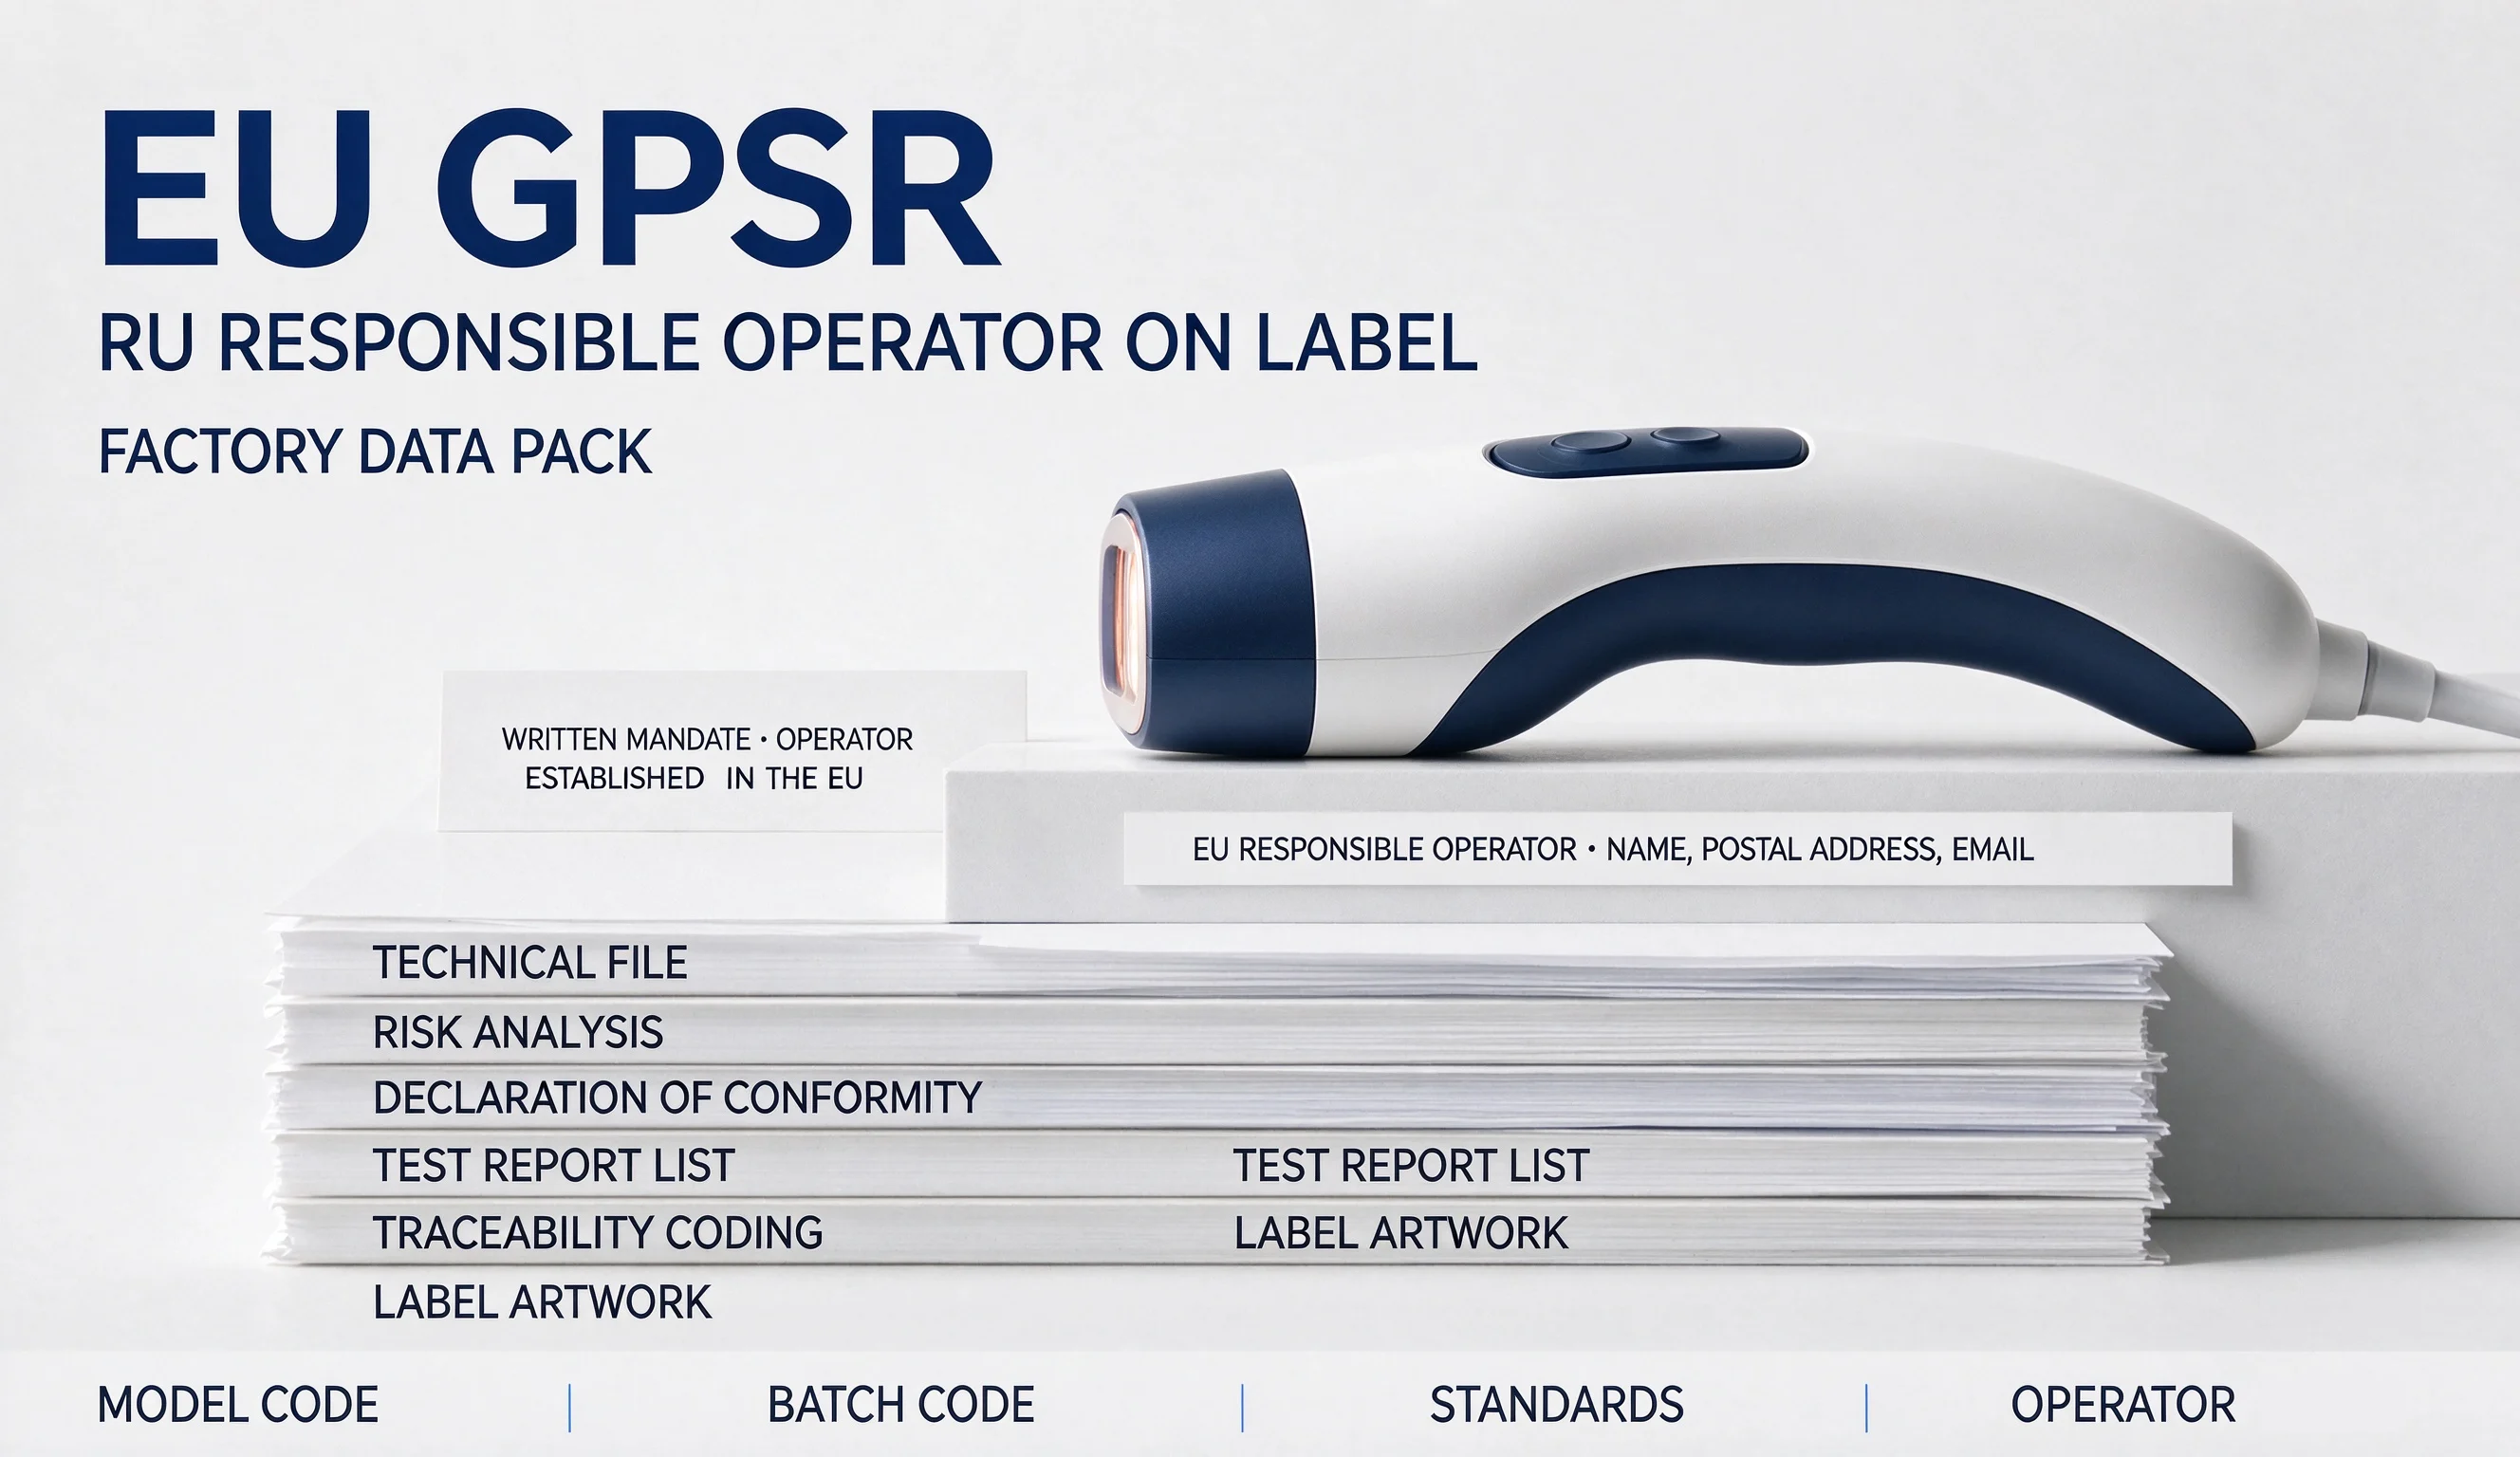 EU GPSR
RU RESPONSIBLE OPERATOR ON LABEL
FACTORY DATA PACK
WRITTEN MANDATE • OPERATOR
ESTABLISHED IN THE EU
EU RESPONSIBLE OPERATOR • NAME, POSTAL ADDRESS, EMAIL
TECHNICAL FILE
RISK ANALYSIS
DECLARATION OF CONFORMITY
TEST REPORT LIST
TEST REPORT LIST
TRACEABILITY CODING
LABEL ARTWORK
LABEL ARTWORK
MODEL CODE | BATCH CODE | STANDARDS | OPERATOR